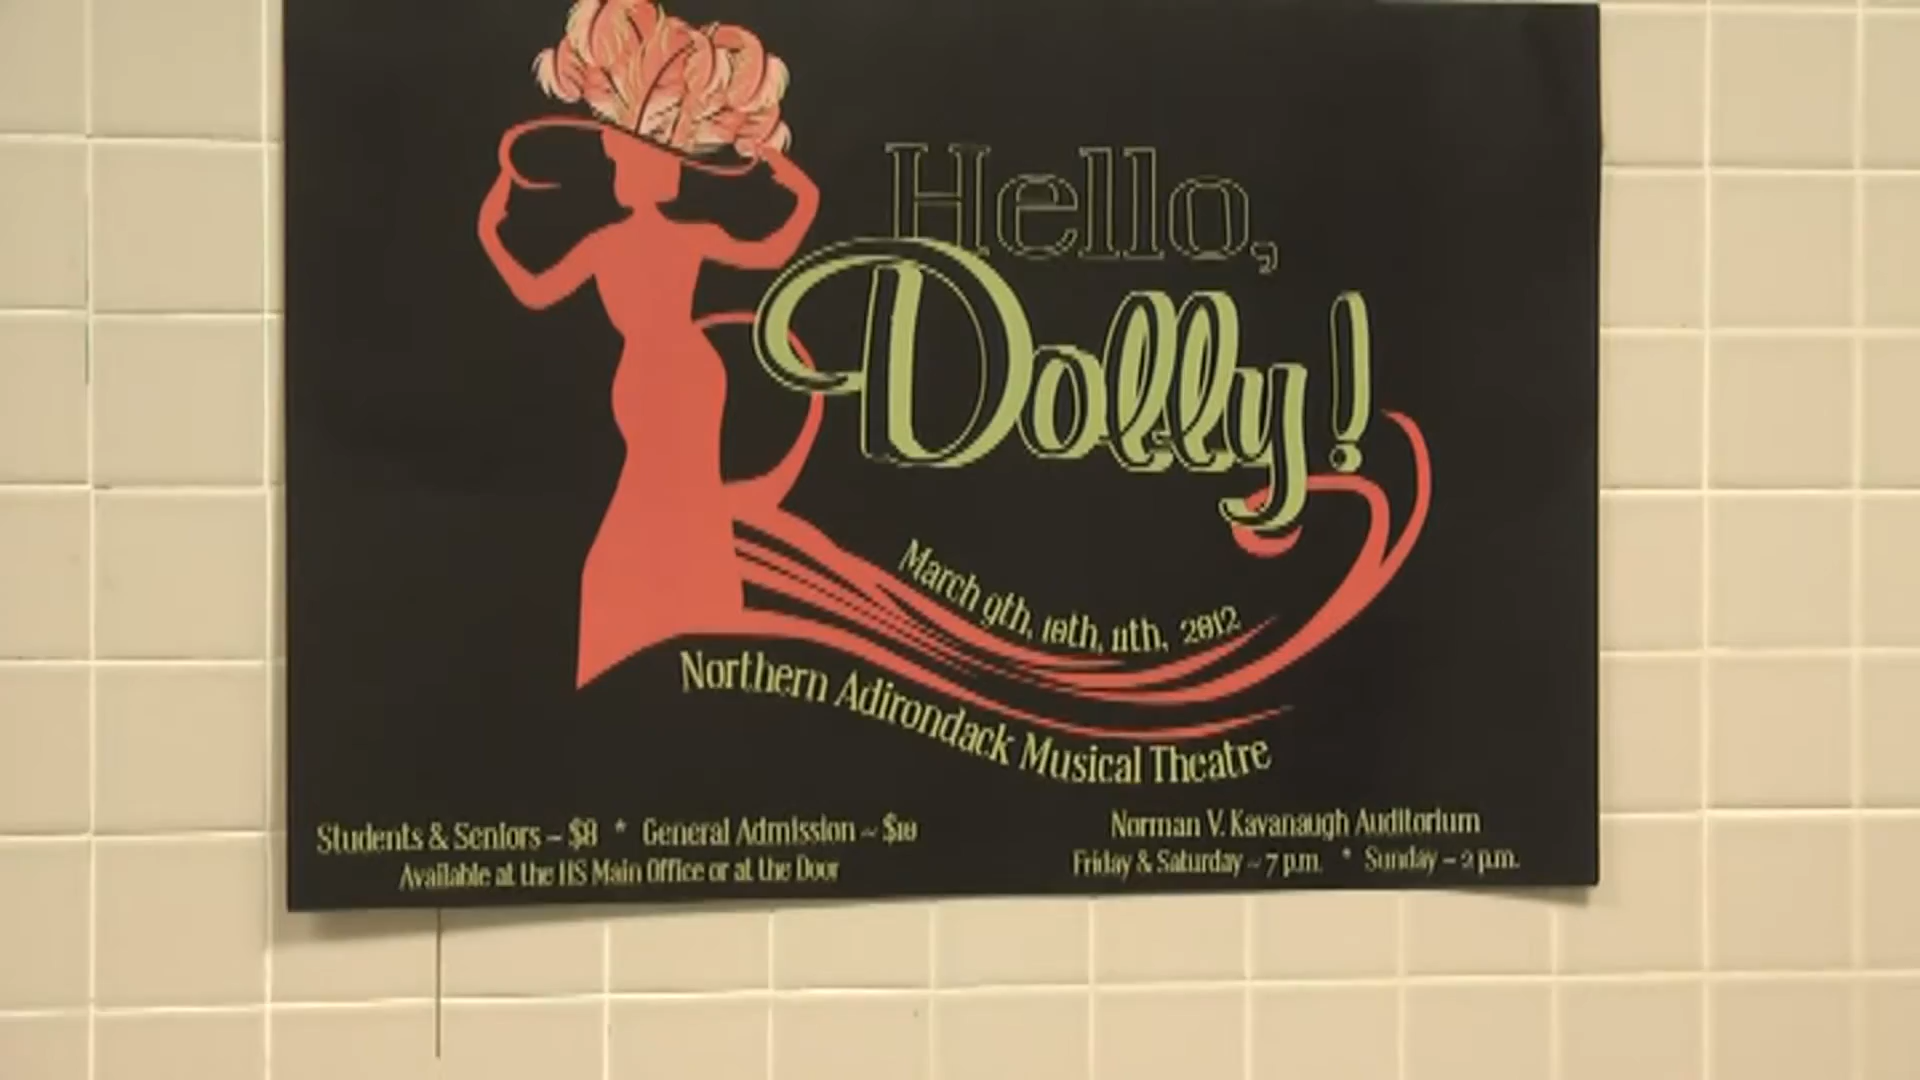 Hello,
Dolly!
March 9th, 10th, 11th, 2012
Northern Adirondack Musical Theatre
Students & Seniors ~ $8 * General Admission ~ $10
Available at the HS Main Office or at the Door
Norman V. Kavanaugh Auditorium
Friday & Saturday ~ 7 p.m. * Sunday ~ 2 p.m.